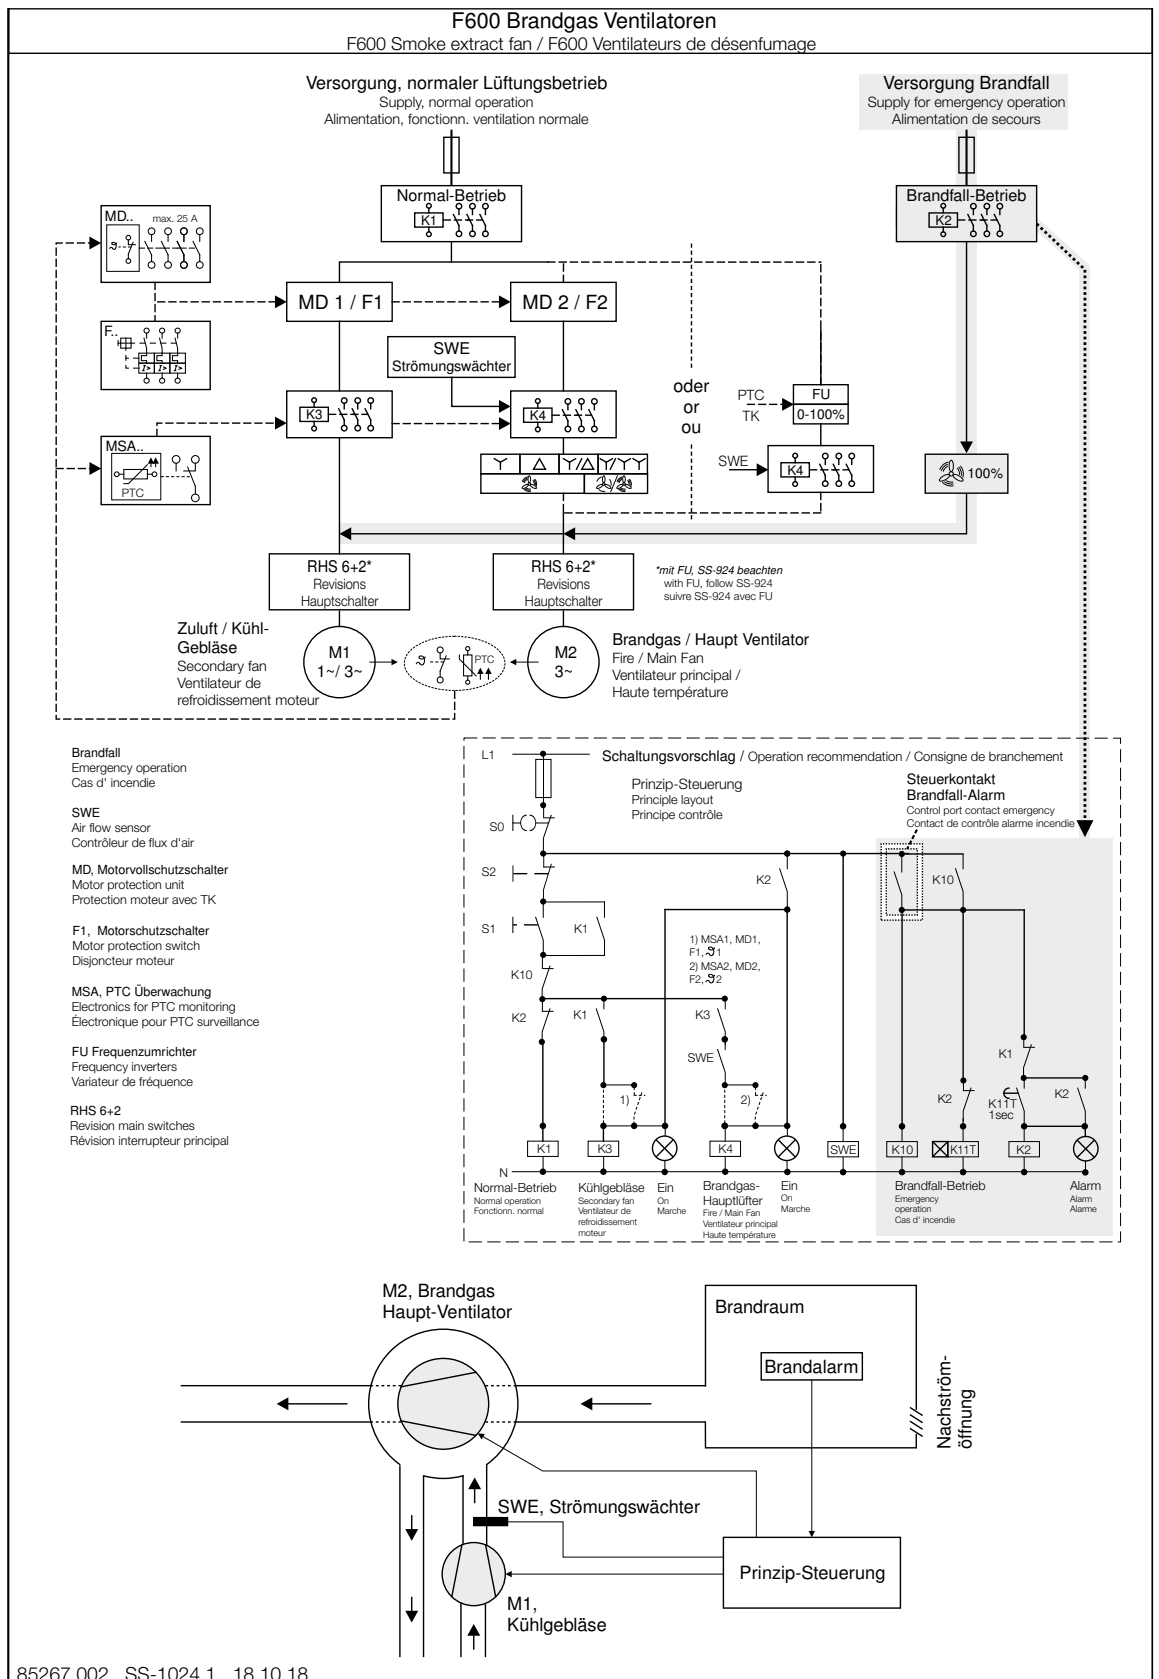 F600 Brandgas Ventilatoren
F600 Smoke extract fan / F600 Ventilateurs de désenfumage
Versorgung, normaler Lüftungsbetrieb
Supply, normal operation
Alimentation, fonctionn. ventilation normale
Versorgung Brandfall
Supply for emergency operation
Alimentation de secours
Normal-Betrieb
K1
Brandfall-Betrieb
K2
MD..
max. 25 A
ϑ
MD 1 / F1
MD 2 / F2
F..
I>
I>
I>
SWE
Strömungswächter
K3
K4
oder
or
ou
PTC
TK
FU
0-100%
SWE
K4
100%
MSA..
PTC
RHS 6+2*
Revisions
Hauptschalter
RHS 6+2*
Revisions
Hauptschalter
*mit FU, SS-924 beachten
with FU, follow SS-924
suivre SS-924 avec FU
Zuluft / Kühl-
Gebläse
Secondary fan
Ventilateur de
refroidissement moteur
M1
1~/ 3~
ϑ
PTC
M2
3~
Brandgas / Haupt Ventilator
Fire / Main Fan
Ventilateur principal /
Haute température
Brandfall
Emergency operation
Cas d' incendie
SWE
Air flow sensor
Contrôleur de flux d'air
MD, Motorvollschutzschalter
Motor protection unit
Protection moteur avec TK
F1, Motorschutzschalter
Motor protection switch
Disjoncteur moteur
MSA, PTC Überwachung
Electronics for PTC monitoring
Électronique pour PTC surveillance
FU Frequenzumrichter
Frequency inverters
Variateur de fréquence
RHS 6+2
Revision main switches
Révision interrupteur principal
L1
Schaltungsvorschlag / Operation recommendation / Consigne de branchement
Prinzip-Steuerung
Principle layout
Principe contrôle
Steuerkontakt
Brandfall-Alarm
Control port contact emergency
Contact de contrôle alarme incendie
S0
S2
K2
K10
S1
K1
1) MSA1, MD1,
F1, ϑ1
2) MSA2, MD2,
F2, ϑ2
K10
K2
K1
K3
SWE
K1
1)
2)
K2
K11T
1sec
K2
K1
K3
K4
SWE
K10
K11T
K2
N
Normal-Betrieb
Normal operation
Fonctionn. normal
Kühlgebläse
Secondary fan
Ventilateur de
refroidissement
moteur
Ein
On
Marche
Brandgas-
Hauptlüfter
Fire / Main Fan
Ventilateur principal
Haute température
Ein
On
Marche
Brandfall-Betrieb
Emergency
operation
Cas d' incendie
Alarm
Alarm
Alarme
M2, Brandgas
Haupt-Ventilator
Brandraum
Brandalarm
Nachström-
öffnung
SWE, Strömungswächter
Prinzip-Steuerung
M1,
Kühlgebläse
85267 002 SS-1024.1 18.10.18